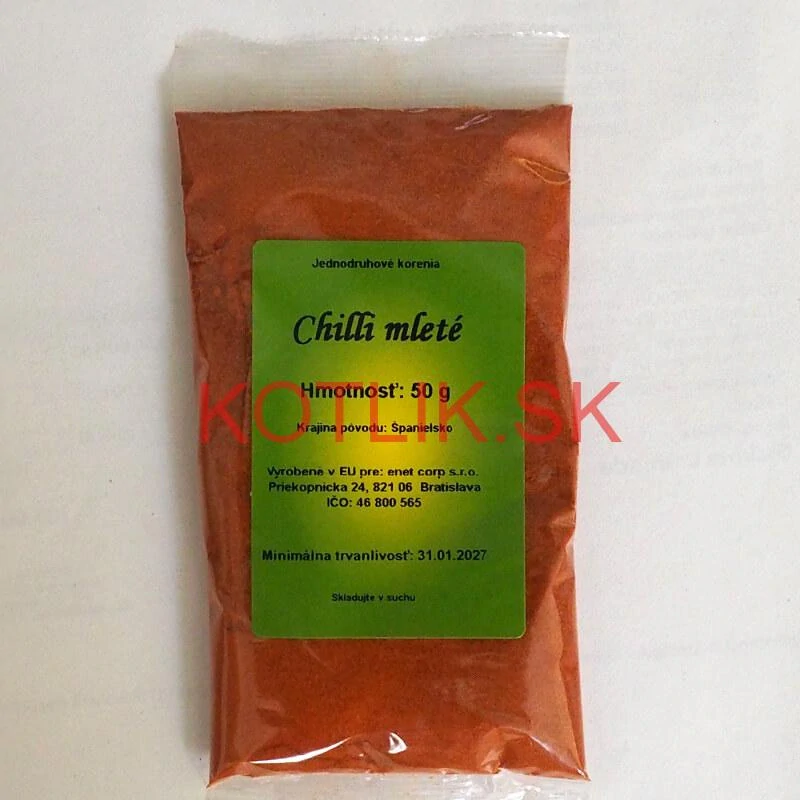 Jednodruhové korenia
Chilli mleté
Hmotnosť: 50 g
KOTLIK.SK
Krajina pôvodu: Španielsko
Vyrobene v EU pre: enet corp s.r.o.
Priekopnicka 24, 821 06 Bratislava
IČO: 46 800 565
Minimálna trvanlivosť: 31.01.2027
Skladujte v suchu